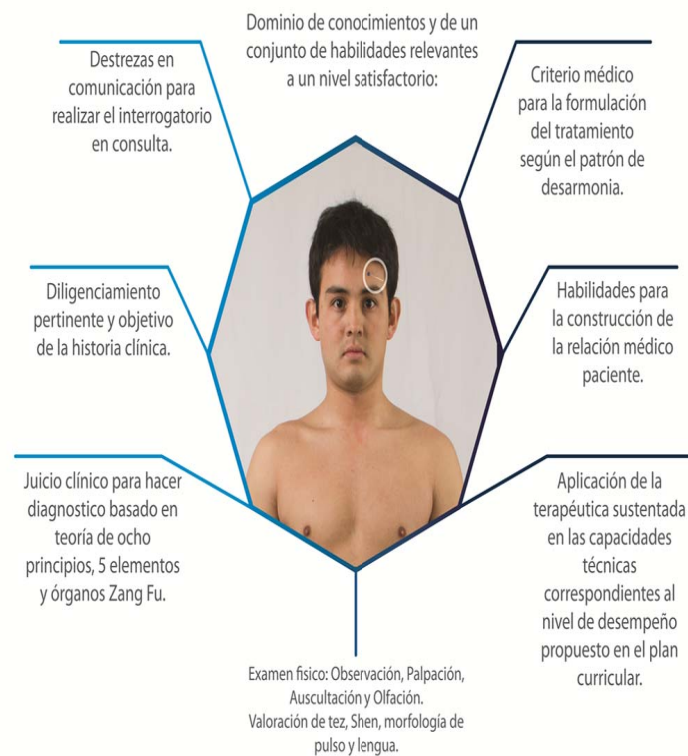 Dominio de conocimientos y de un
conjunto de habilidades relevantes
a un nivel satisfactorio:
Destrezas en
comunicación para
realizar el interrogatorio
en consulta.
Criterio médico
para la formulación
del tratamiento
según el patrón de
desarmonia.
Diligenciamiento
pertinente y objetivo
de la historia clínica.
Habilidades para
la construcción de
la relación médico
paciente.
Juicio clínico para hacer
diagnostico basado en
teoría de ocho
principios, 5 elementos
y órganos Zang Fu.
Aplicación de la
terapéutica sustentada
en las capacidades
técnicas
correspondientes al
nivel de desempeño
propuesto en el plan
curricular.
Examen fisico: Observación, Palpación,
Auscultación y Olfación.
Valoración de tez, Shen, morfología de
pulso y lengua.